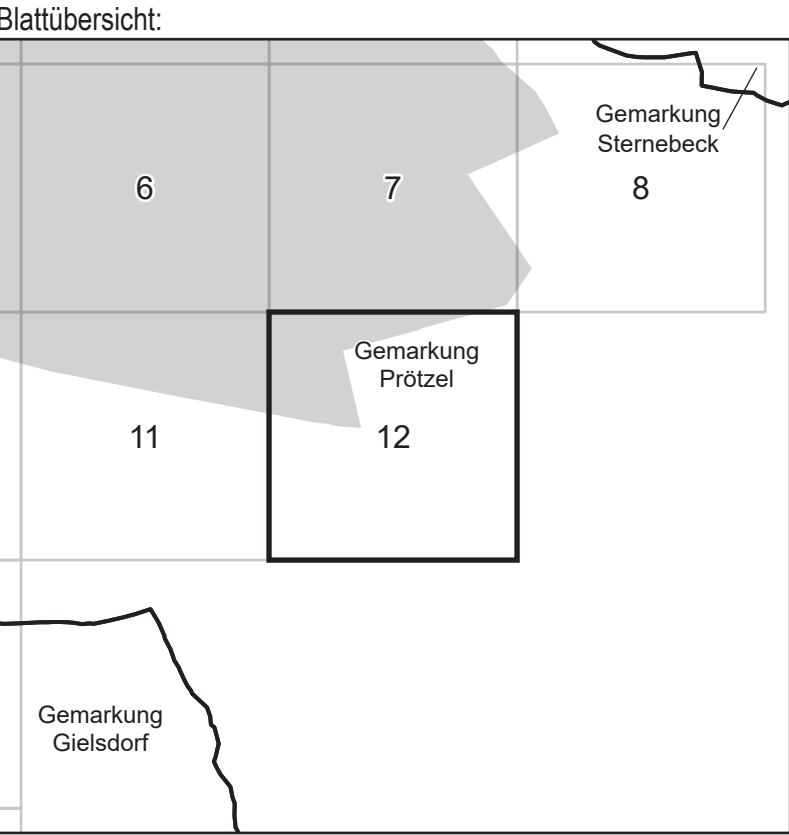 Blattübersicht:
Gemarkung
Sternebeck
6
7
8
Gemarkung
Prötzel
11
12
Gemarkung
Gielsdorf